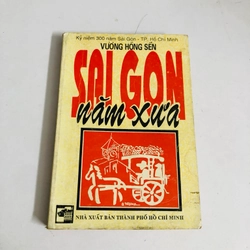 Kỷ niệm 300 năm Sài Gòn - TP. Hồ Chí Minh
VƯƠNG HỒNG SỂN
SÀI GÒN
năm xưa
NHÀ XUẤT BẢN THÀNH PHỐ HỒ CHÍ MINH